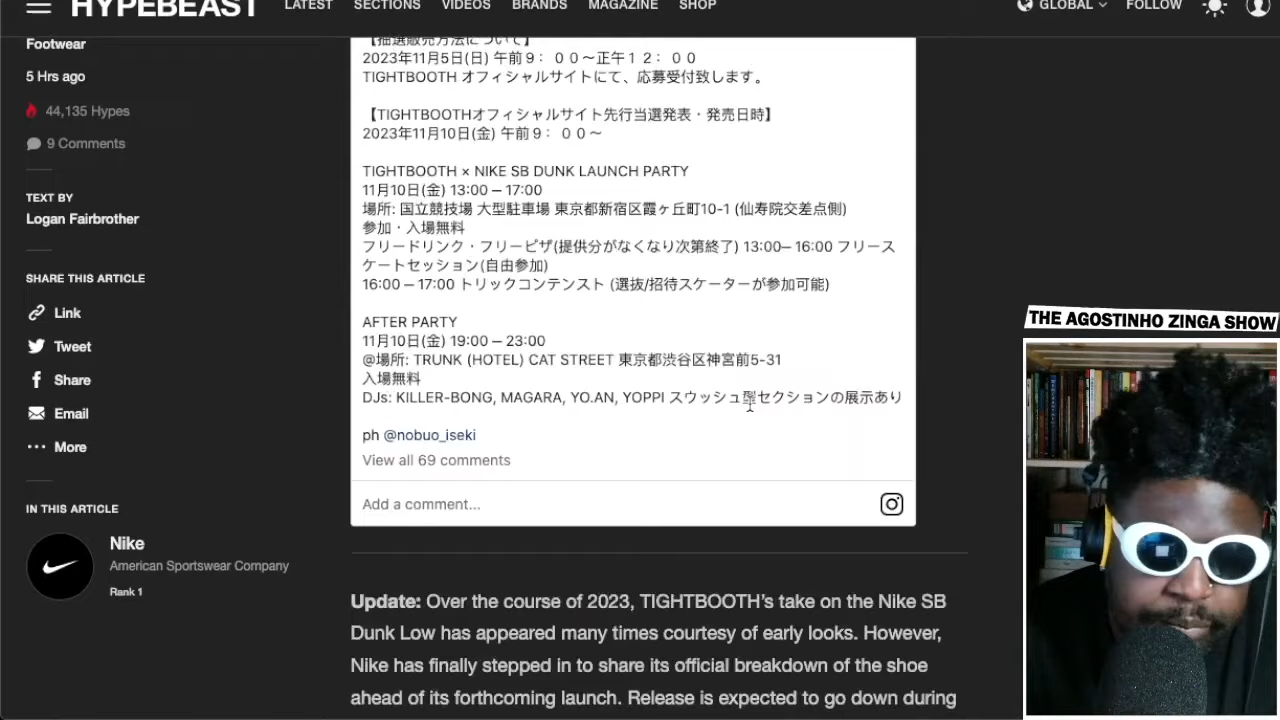 HYPEBEAST
LATEST SECTIONS VIDEOS BRANDS MAGAZINE SHOP
GLOBAL FOLLOW
Footwear
5 Hrs ago
44,135 Hypes
9 Comments
TEXT BY
Logan Fairbrother
SHARE THIS ARTICLE
Link
Tweet
Share
Email
More
IN THIS ARTICLE
Nike
American Sportswear Company
Rank 1
【抽選販売方法について】
2023年11月5日(日) 午前９：００〜正午１２：００
TIGHTBOOTH オフィシャルサイトにて、応募受付致します。
【TIGHTBOOTHオフィシャルサイト先行当選発表・発売日時】
2023年11月10日(金) 午前９：００〜
TIGHTBOOTH × NIKE SB DUNK LAUNCH PARTY
11月10日(金) 13:00 – 17:00
場所: 国立競技場 大型駐車場 東京都新宿区霞ヶ丘町10-1 (仙寿院交差点側)
参加・入場無料
フリードリンク・フリーピザ(提供分がなくなり次第終了) 13:00– 16:00 フリース
ケートセッション(自由参加)
16:00 – 17:00 トリックコンテンスト (選抜/招待スケーターが参加可能)
AFTER PARTY
11月10日(金) 19:00 – 23:00
@場所: TRUNK (HOTEL) CAT STREET 東京都渋谷区神宮前5-31
入場無料
DJs: KILLER-BONG, MAGARA, YO.AN, YOPPI スウッシュ型セクションの展示あり
ph @nobuo_iseki
View all 69 comments
Add a comment...
Update: Over the course of 2023, TIGHTBOOTH's take on the Nike SB
Dunk Low has appeared many times courtesy of early looks. However,
Nike has finally stepped in to share its official breakdown of the shoe
ahead of its forthcoming launch. Release is expected to go down during
THE AGOSTINHO ZINGA SHOW